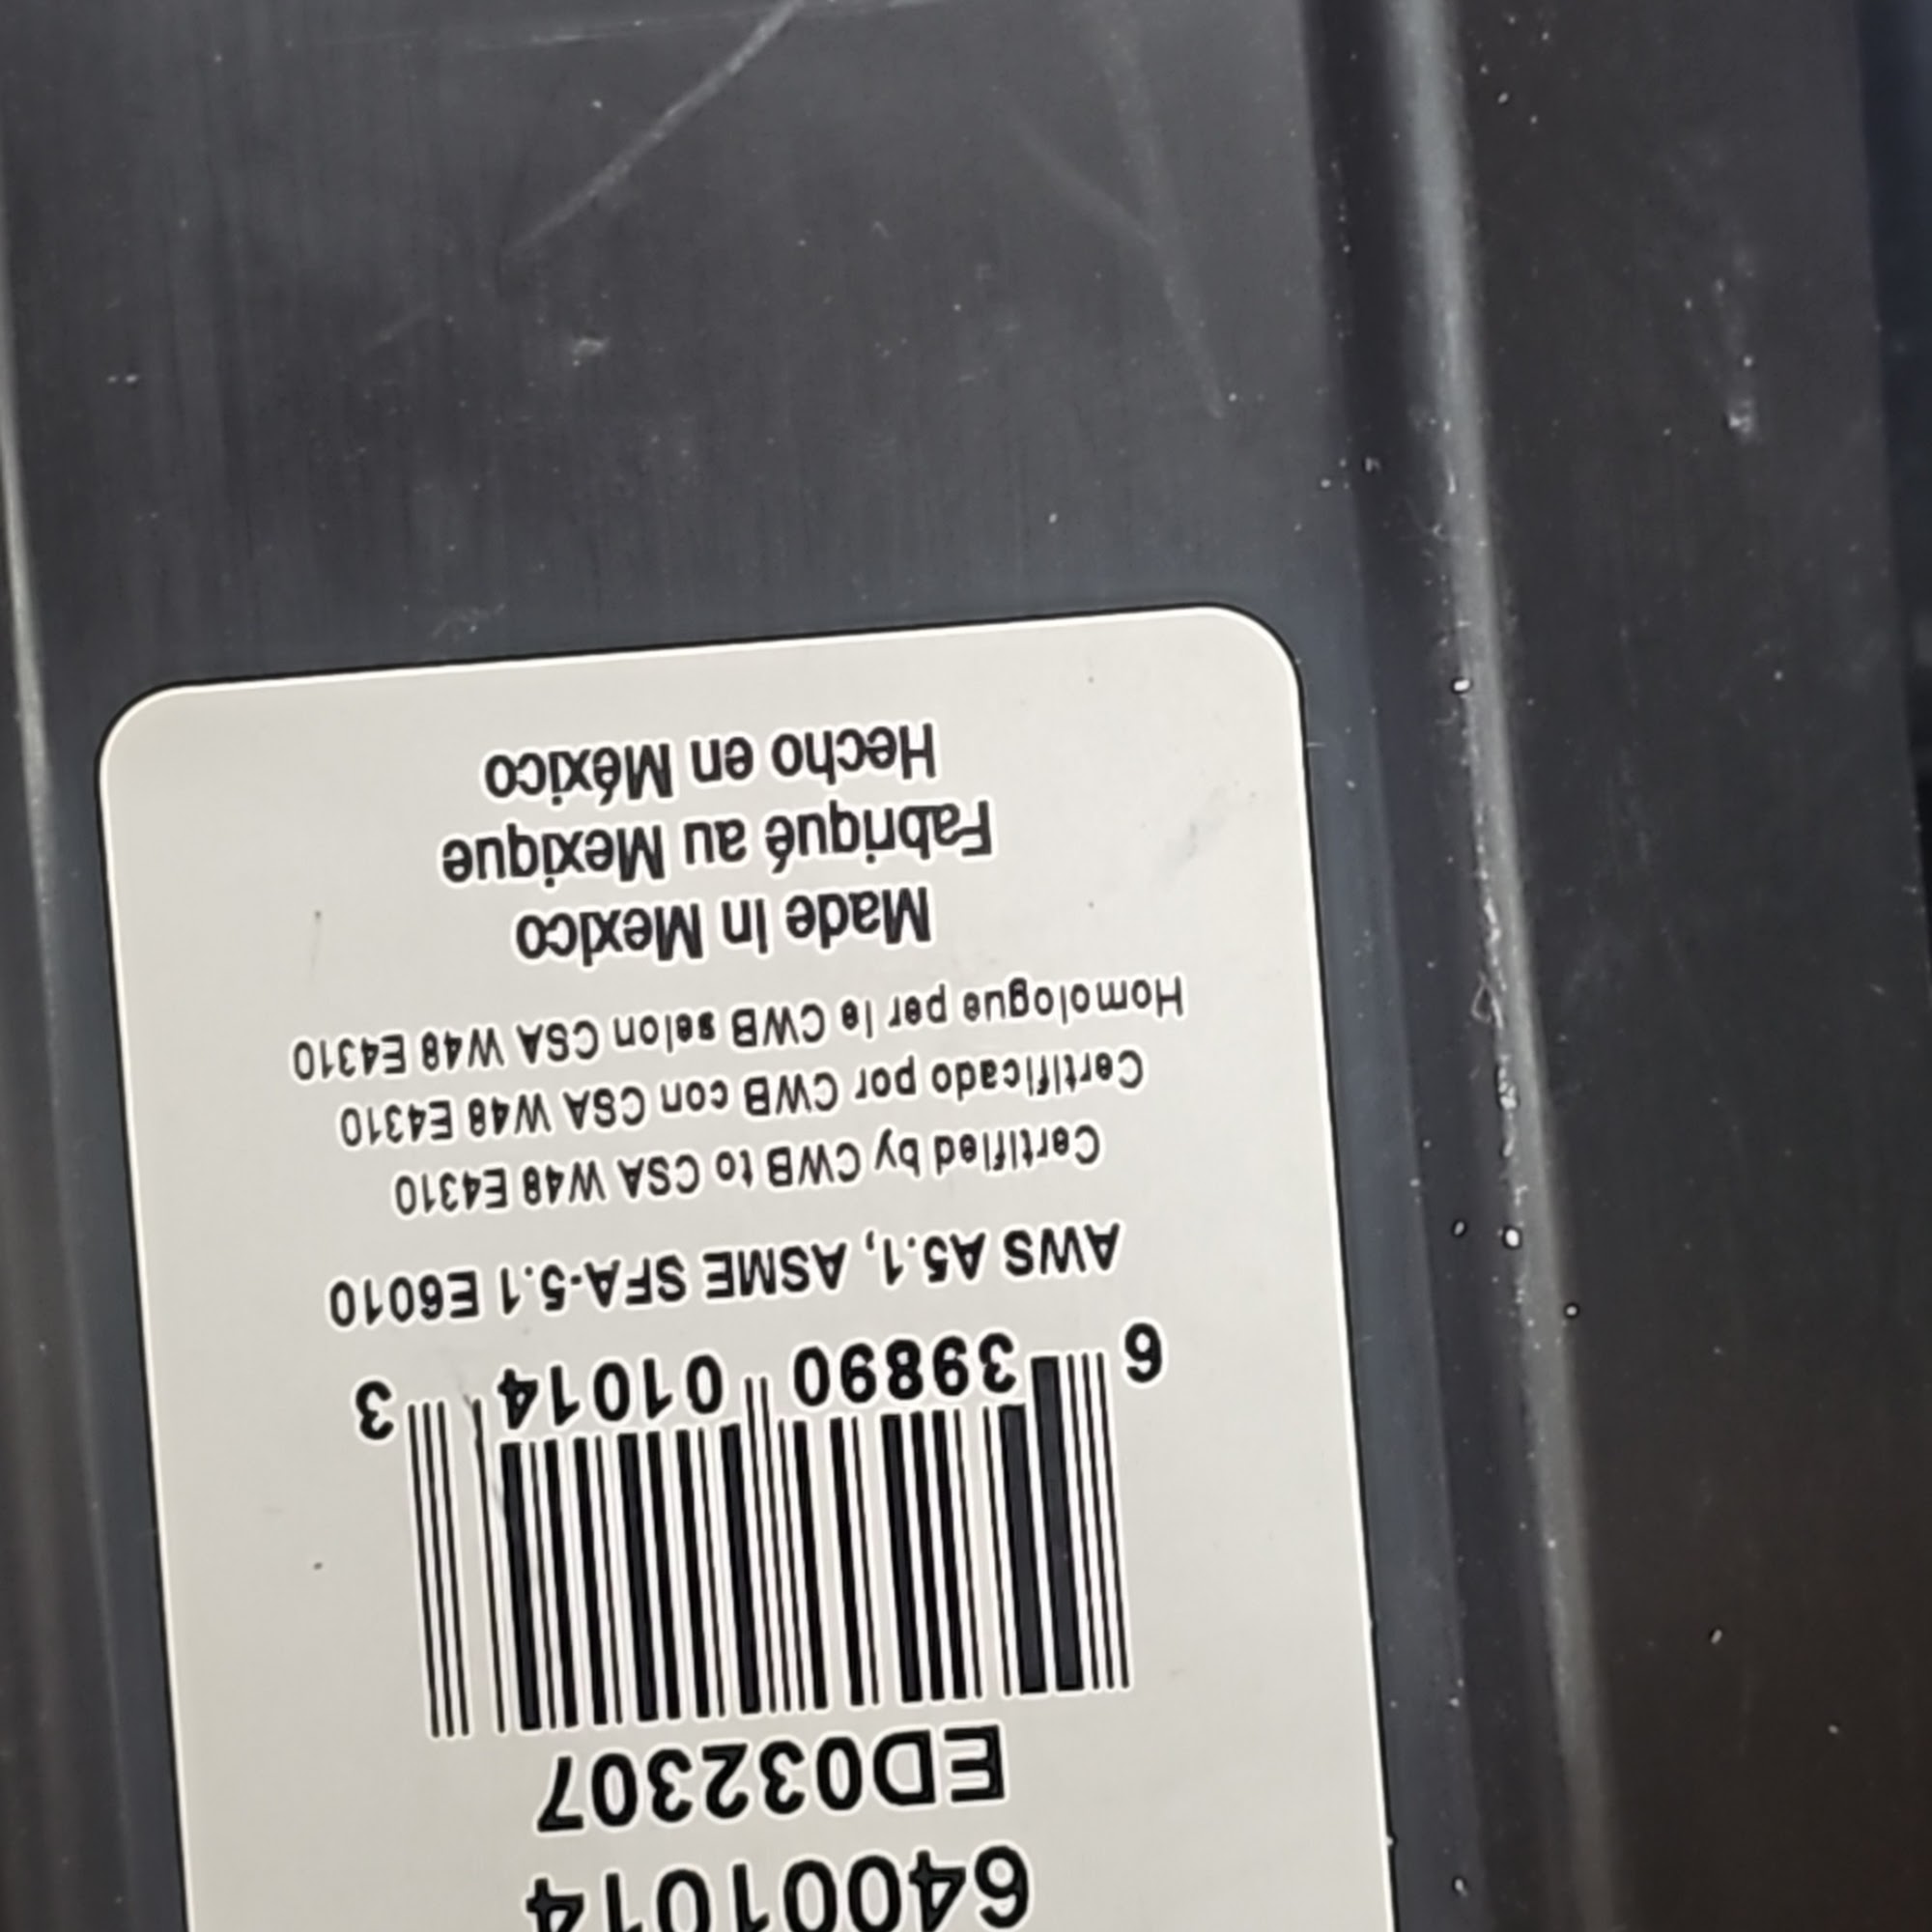 64001014
ED032307
6 39890 01014 3
AWS A5.1, ASME SFA-5.1 E6010
Certified by CWB to CSA W48 E4310
Certificado por CWB con CSA W48 E4310
Homologue per le CWB selon CSA W48 E4310
Made in Mexico
Fabriqué au Mexique
Hecho en México